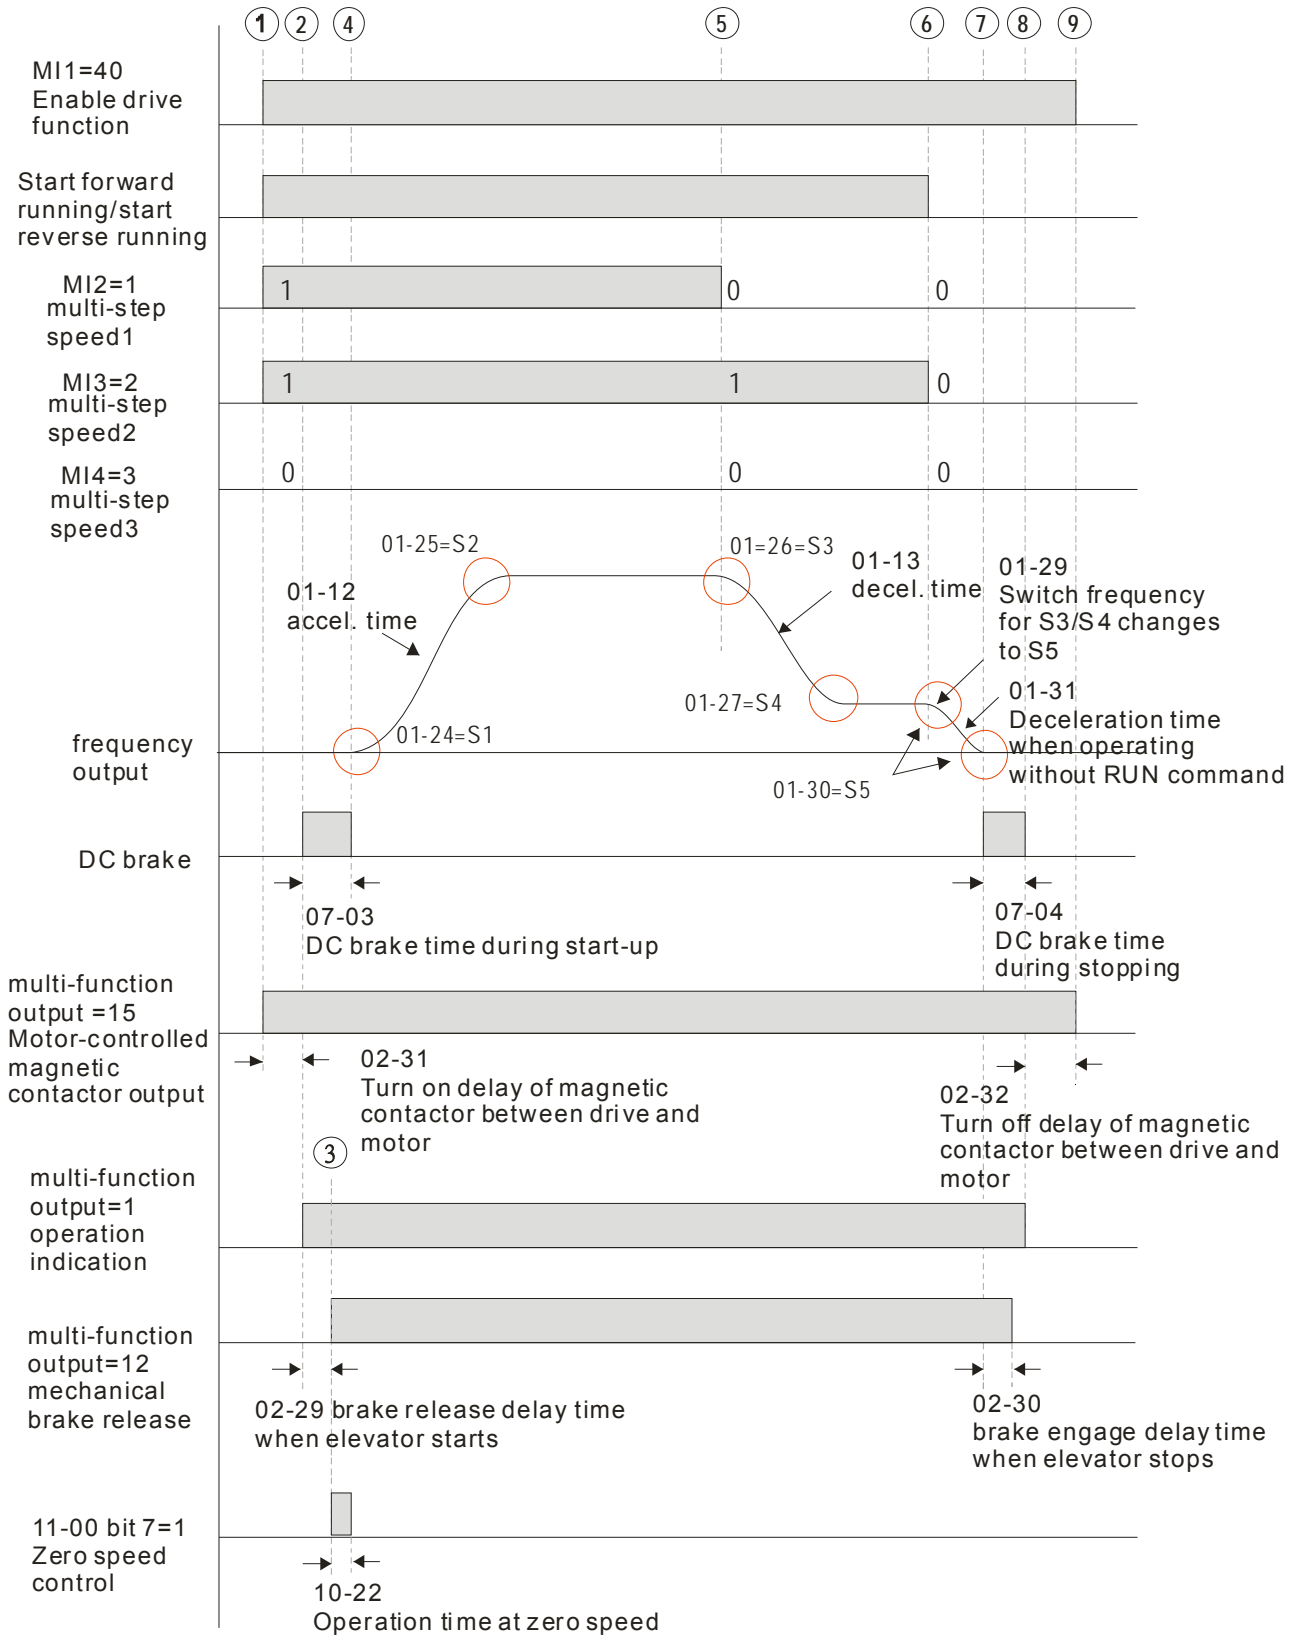 1 2 4 5 6 7 8 9
MI1=40
Enable drive
function
Start forward
running/start
reverse running
MI2=1
multi-step
speed1
1 0 0
MI3=2
multi-step
speed2
1 1 0
MI4=3
multi-step
speed3
0 0 0
01-25=S2
01=26=S3
01-12
accel. time
01-13
decel. time
01-29
Switch frequency
for S3/S4 changes
to S5
01-27=S4
01-31
Deceleration time
when operating
without RUN command
01-24=S1
01-30=S5
frequency
output
DC brake
07-03
DC brake time during start-up
07-04
DC brake time
during stopping
multi-function
output =15
Motor-controlled
magnetic
contactor output
02-31
Turn on delay of magnetic
contactor between drive and
motor
02-32
Turn off delay of magnetic
contactor between drive and
motor
3
multi-function
output=1
operation
indication
multi-function
output=12
mechanical
brake release
02-29 brake release delay time
when elevator starts
02-30
brake engage delay time
when elevator stops
11-00 bit 7=1
Zero speed
control
10-22
Operation time at zero speed